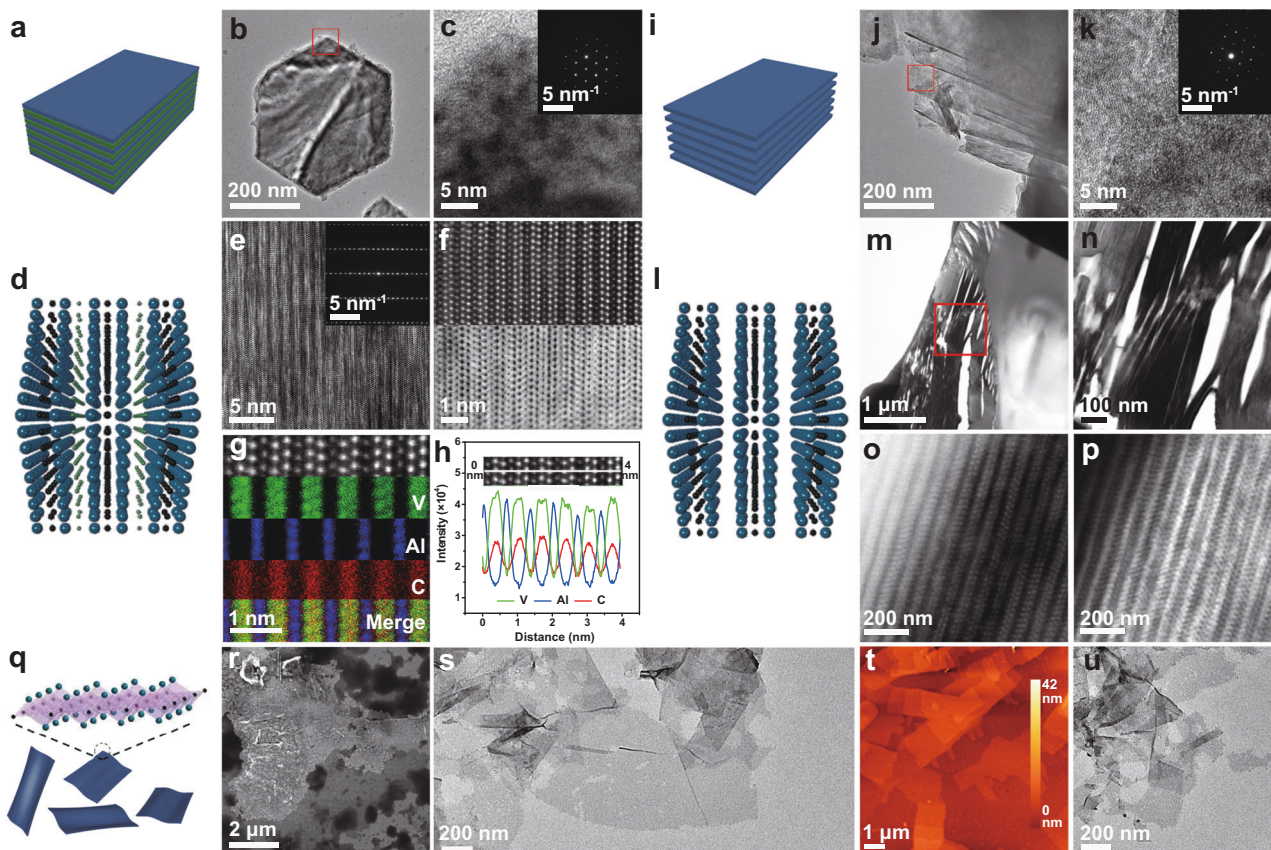 a
b
200 nm
c
5 nm⁻¹
5 nm
i
j
200 nm
k
5 nm⁻¹
5 nm
d
e
5 nm⁻¹
5 nm
f
1 nm
l
m
1 µm
n
100 nm
g
V
Al
C
Merge
1 nm
h
Intensity (×10⁴)
6
5
4
3
2
1
0 nm
4 nm
V Al C
0 1 2 3 4
Distance (nm)
o
200 nm
p
200 nm
q
r
2 µm
s
200 nm
t
42 nm
0 nm
1 µm
u
200 nm